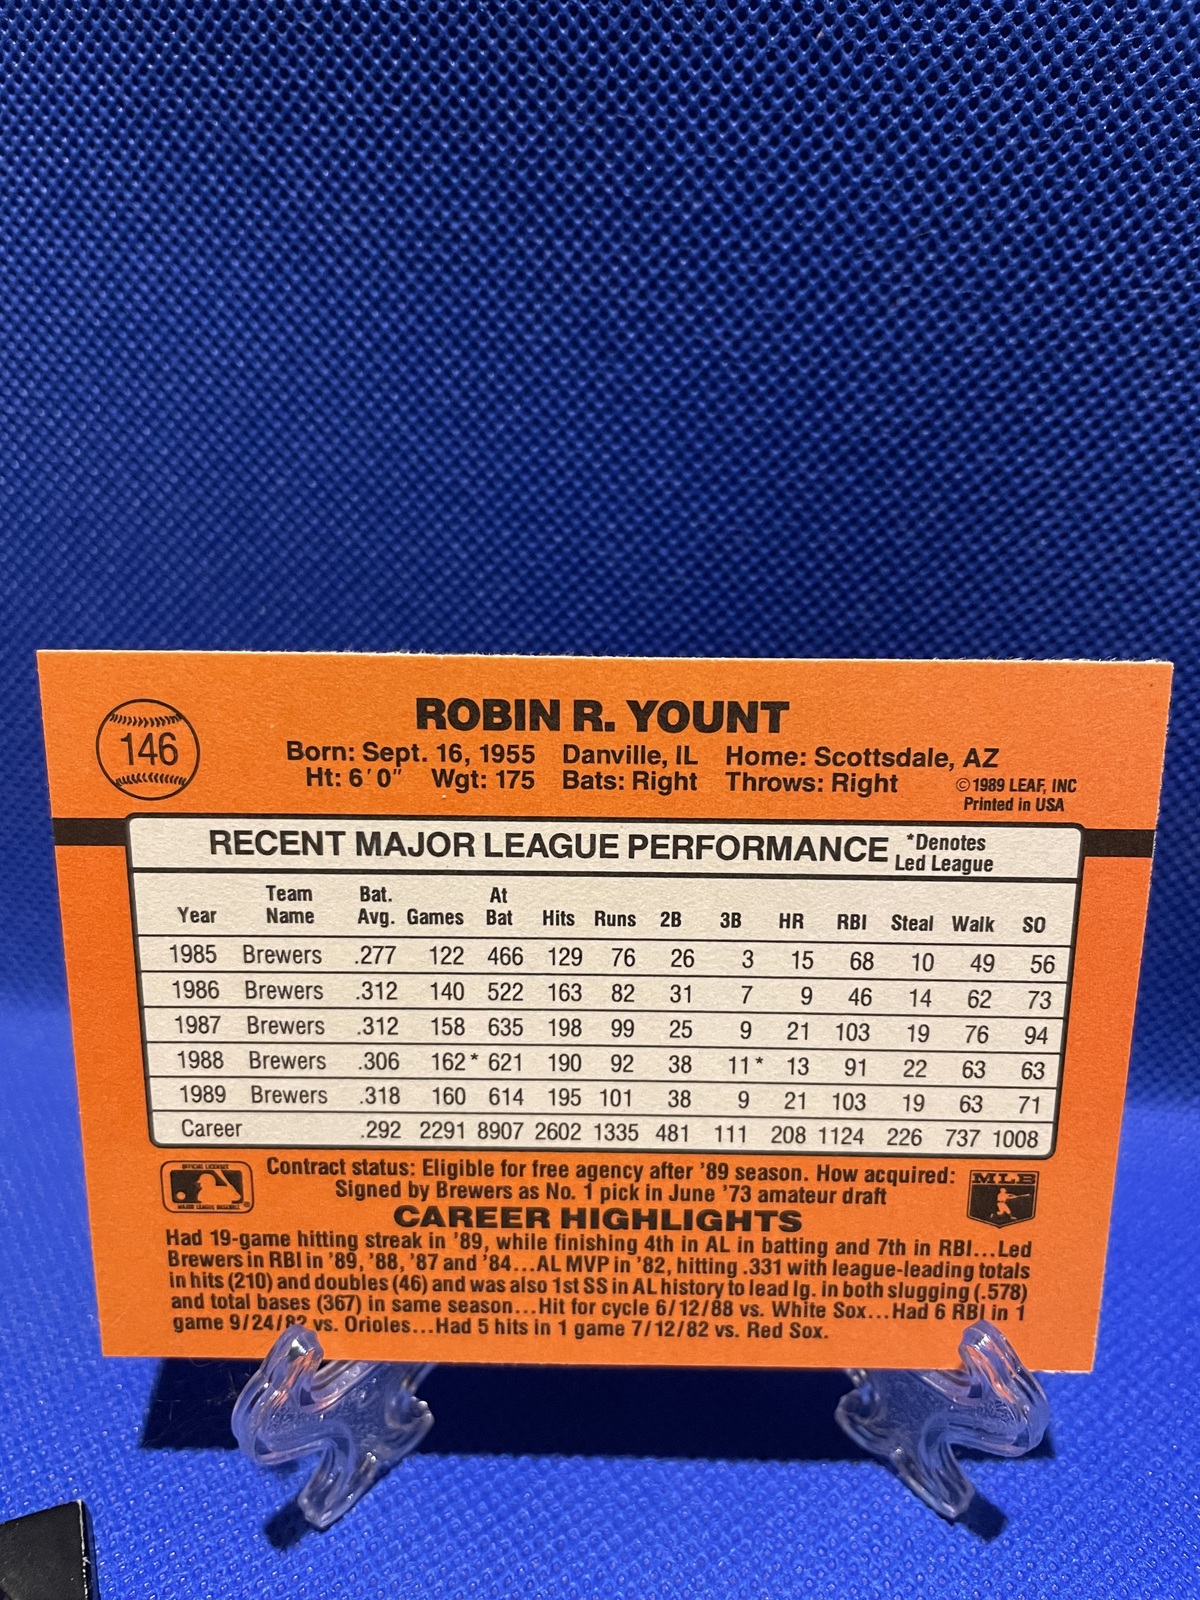 146
ROBIN R. YOUNT
Born: Sept. 16, 1955 Danville, IL Home: Scottsdale, AZ
Ht: 6'0" Wgt: 175 Bats: Right Throws: Right
©1989 LEAF, INC
Printed in USA
RECENT MAJOR LEAGUE PERFORMANCE *Denotes
Led League
Year Team Name Bat. Avg. Games At Bat Hits Runs 2B 3B HR RBI Steal Walk SO
1985 Brewers .277 122 466 129 76 26 3 15 68 10 49 56
1986 Brewers .312 140 522 163 82 31 7 9 46 14 62 73
1987 Brewers .312 158 635 198 99 25 9 21 103 19 76 94
1988 Brewers .306 162* 621 190 92 38 11* 13 91 22 63 63
1989 Brewers .318 160 614 195 101 38 9 21 103 19 63 71
Career .292 2291 8907 2602 1335 481 111 208 1124 226 737 1008
OFFICIAL LICENSEE
MAJOR LEAGUE BASEBALL
Contract status: Eligible for free agency after '89 season. How acquired:
Signed by Brewers as No. 1 pick in June '73 amateur draft
MLB
CAREER HIGHLIGHTS
Had 19-game hitting streak in '89, while finishing 4th in AL in batting and 7th in RBI...Led
Brewers in RBI in '89, '88, '87 and '84...AL MVP in '82, hitting .331 with league-leading totals
in hits (210) and doubles (46) and was also 1st SS in AL history to lead lg. in both slugging (.578)
and total bases (367) in same season...Hit for cycle 6/12/88 vs. White Sox...Had 6 RBI in 1
game 9/24/82 vs. Orioles...Had 5 hits in 1 game 7/12/82 vs. Red Sox.